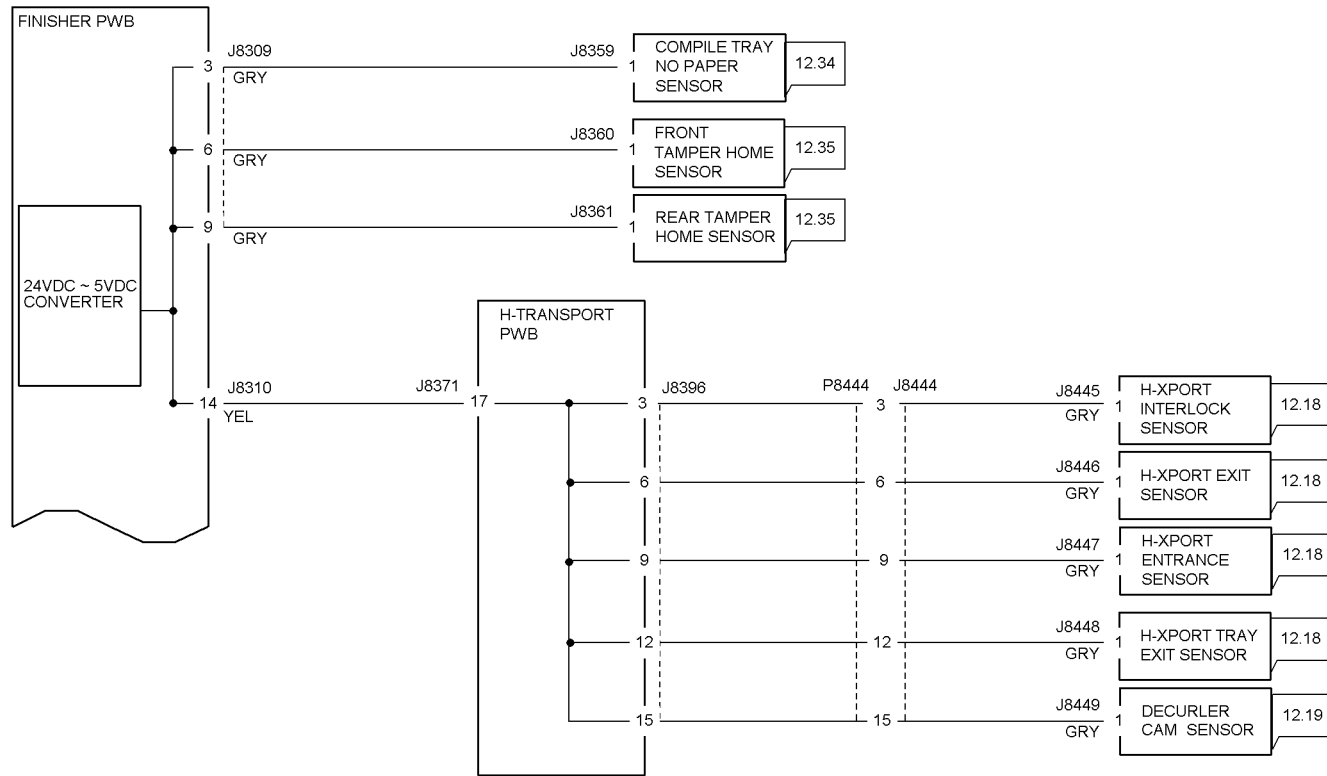 FINISHER PWB
3
J8309
GRY
J8359
1
COMPILE TRAY
NO PAPER
SENSOR
12.34
6
GRY
J8360
1
FRONT
TAMPER HOME
SENSOR
12.35
9
GRY
J8361
1
REAR TAMPER
HOME SENSOR
12.35
24VDC ~ 5VDC
CONVERTER
14
J8310
YEL
J8371
17
H-TRANSPORT
PWB
3
J8396
P8444
J8444
3
J8445
GRY
1
H-XPORT
INTERLOCK
SENSOR
12.18
6
6
J8446
GRY
1
H-XPORT EXIT
SENSOR
12.18
9
9
J8447
GRY
1
H-XPORT
ENTRANCE
SENSOR
12.18
12
12
J8448
GRY
1
H-XPORT TRAY
EXIT SENSOR
12.18
15
15
J8449
GRY
1
DECURLER
CAM SENSOR
12.19